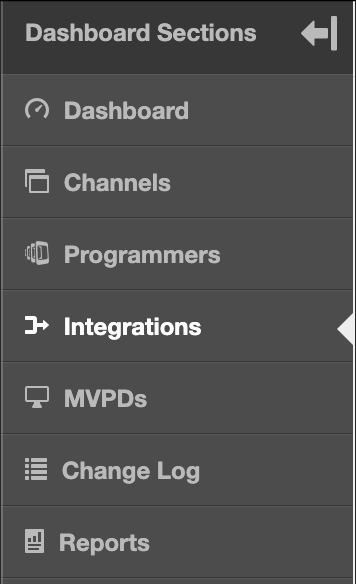 Dashboard Sections
Dashboard
Channels
Programmers
Integrations
MVPDs
Change Log
Reports